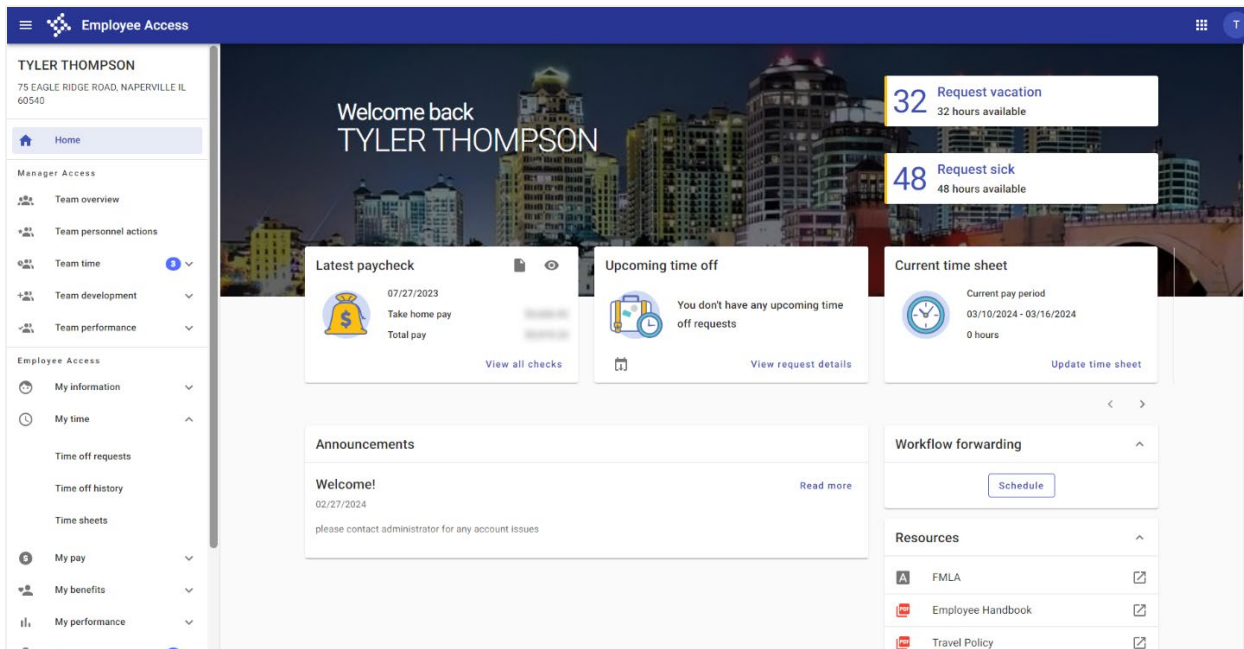 Employee Access
T
TYLER THOMPSON
75 EAGLE RIDGE ROAD, NAPERVILLE IL
60540
Home
Manager Access
Team overview
Team personnel actions
Team time 3
Team development
Team performance
Employee Access
My information
My time
Time off requests
Time off history
Time sheets
My pay
My benefits
My performance
Welcome back
TYLER THOMPSON
32 Request vacation
32 hours available
48 Request sick
48 hours available
Latest paycheck
07/27/2023
Take home pay
Total pay
View all checks
Upcoming time off
You don't have any upcoming time
off requests
View request details
Current time sheet
Current pay period
03/10/2024 - 03/16/2024
0 hours
Update time sheet
Announcements
Welcome!
Read more
02/27/2024
please contact administrator for any account issues
Workflow forwarding
Schedule
Resources
A FMLA
PDF Employee Handbook
PDF Travel Policy